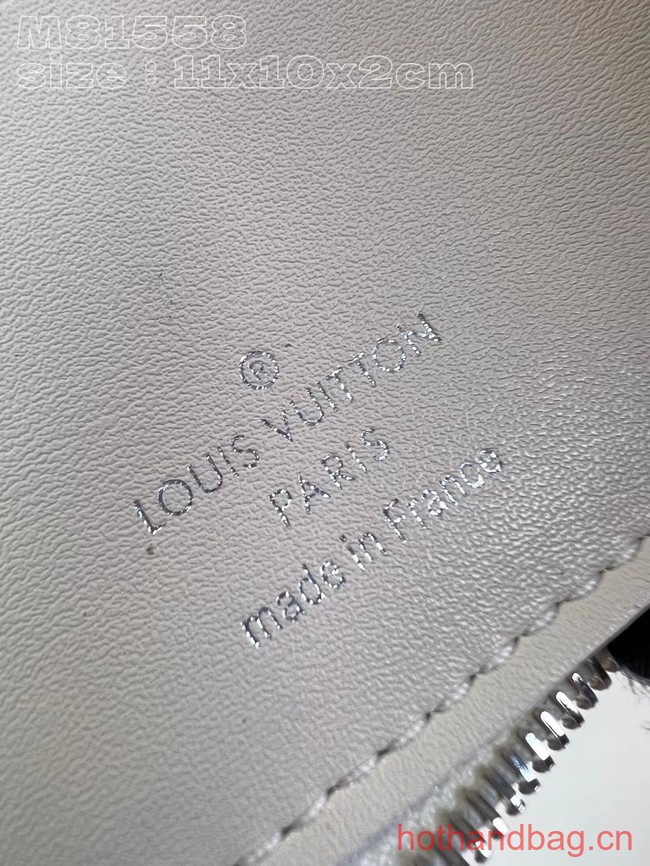 M81558
size : 11x10x2cm
®
LOUIS VUITTON
PARIS
made in France
hothandbag.cn